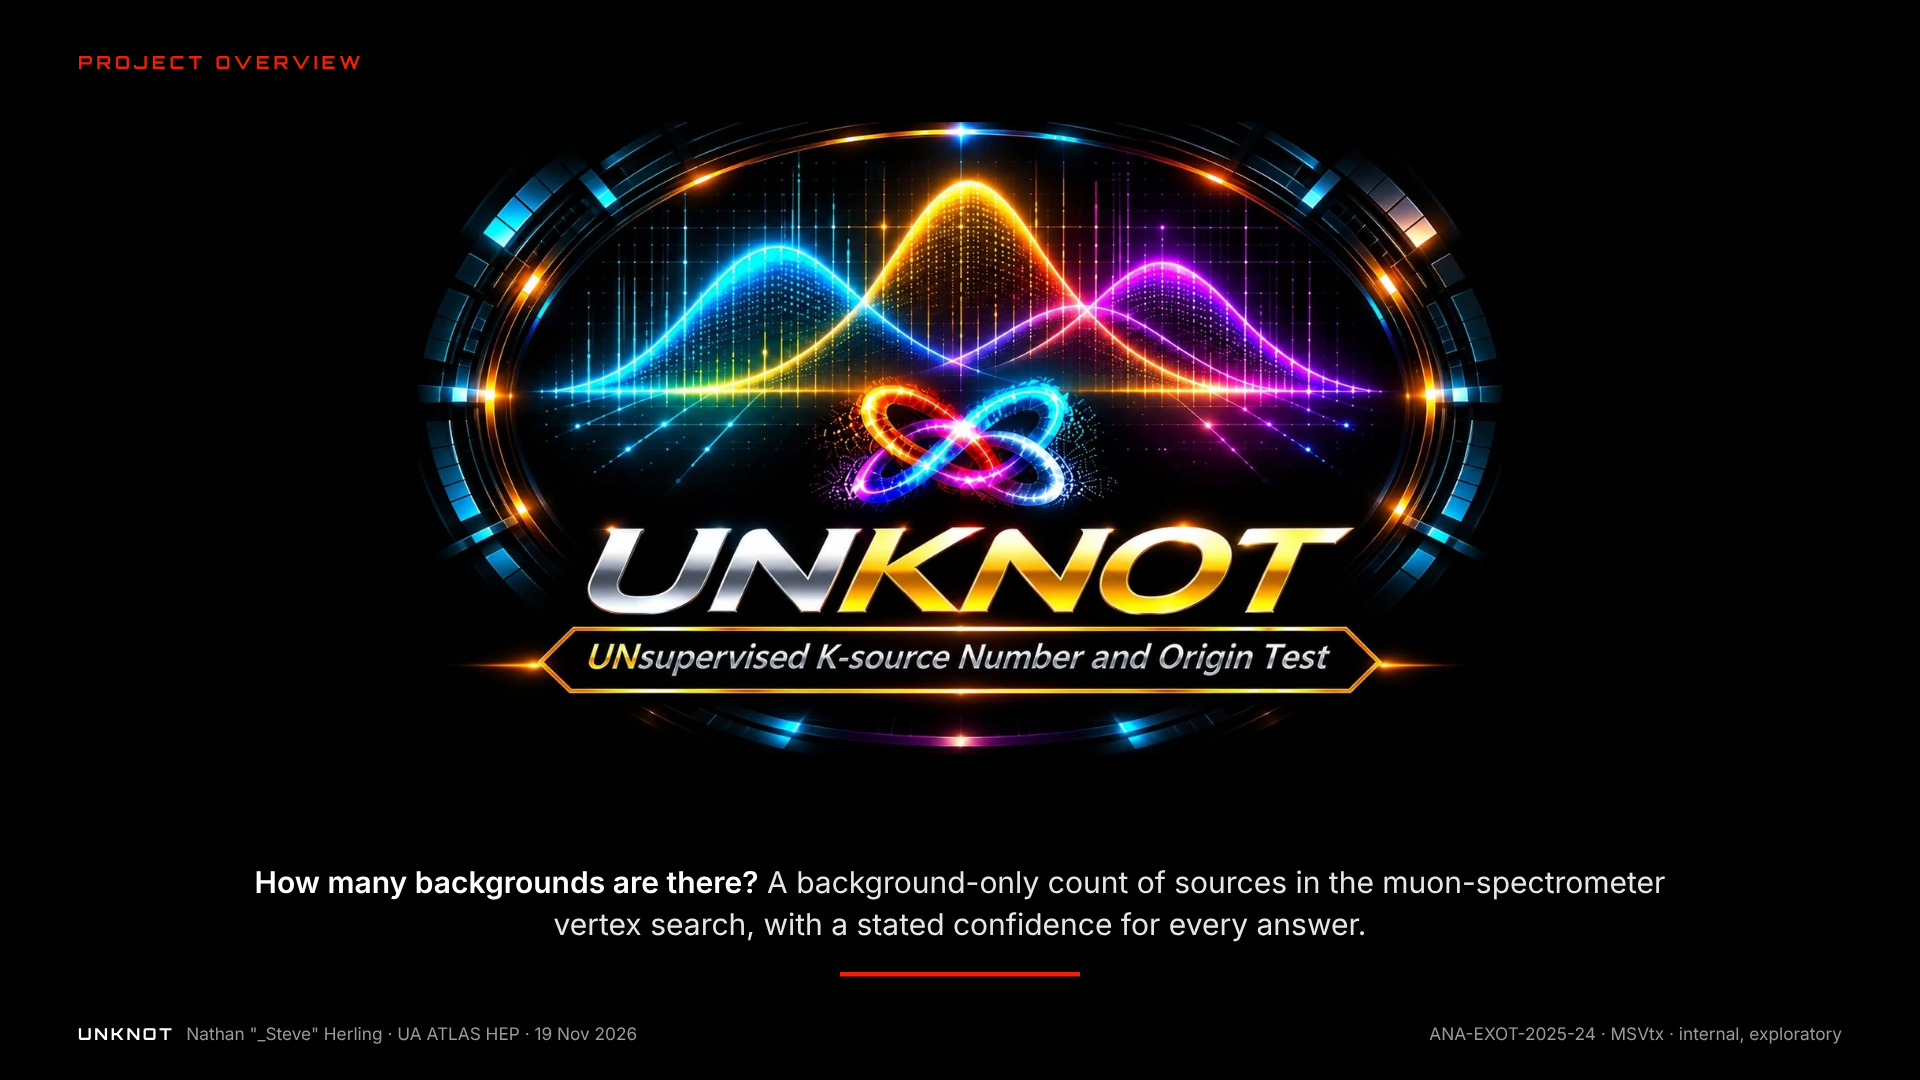 PROJECT OVERVIEW
UNKNOT
UNsupervised K-source Number and Origin Test
How many backgrounds are there? A background-only count of sources in the muon-spectrometer
vertex search, with a stated confidence for every answer.
UNKNOT Nathan "_Steve" Herling · UA ATLAS HEP · 19 Nov 2026
ANA-EXOT-2025-24 · MSVtx · internal, exploratory